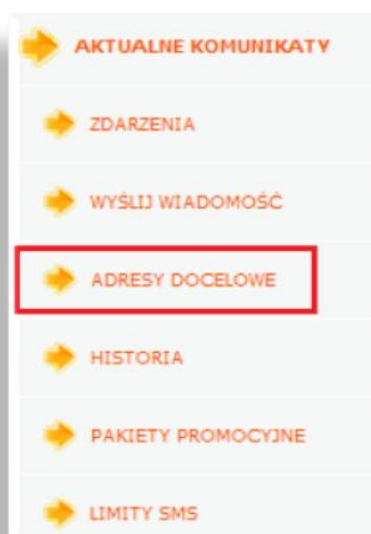 AKTUALNE KOMUNIKATY
ZDARZENIA
WYŚLIJ WIADOMOŚĆ
ADRESY DOCELOWE
HISTORIA
PAKIETY PROMOCYJNE
LIMITY SMS